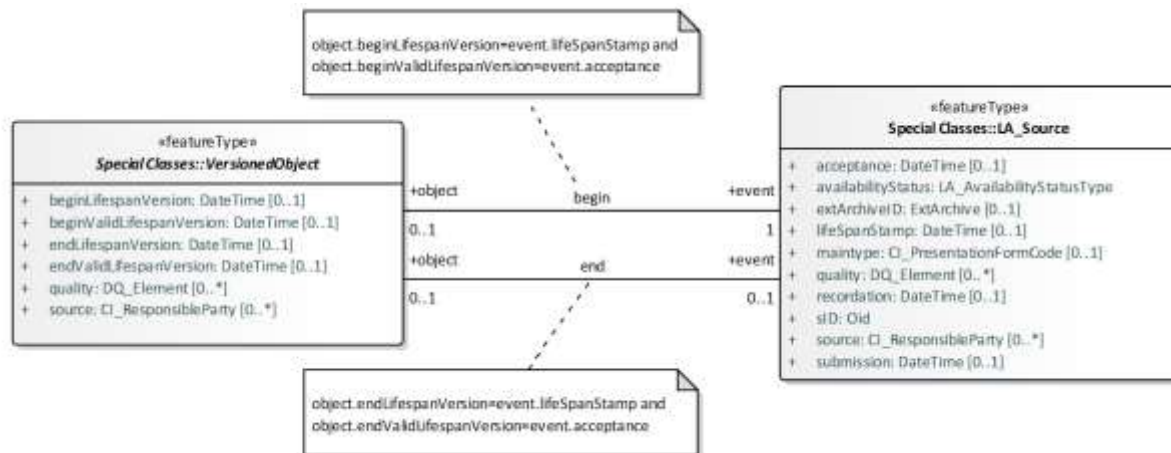 object.beginLifespanVersion=event.lifeSpanStamp and
object.beginValidLifespanVersion=event.acceptance
«featureType»
Special Classes::VersionedObject
+ beginLifespanVersion: DateTime [0..1]
+ beginValidLifespanVersion: DateTime [0..1]
+ endLifespanVersion: DateTime [0..1]
+ endValidLifespanVersion: DateTime [0..1]
+ quality: DQ_Element [0..*]
+ source: CI_ResponsibleParty [0..*]
+object
begin
+event
0..1
1
+object
end
+event
0..1
0..1
«featureType»
Special Classes::LA_Source
+ acceptance: DateTime [0..1]
+ availabilityStatus: LA_AvailabilityStatusType
+ extArchiveID: ExtArchive [0..1]
+ lifeSpanStamp: DateTime [0..1]
+ maintype: CI_PresentationFormCode [0..1]
+ quality: DQ_Element [0..*]
+ recordation: DateTime [0..1]
+ sID: Oid
+ source: CI_ResponsibleParty [0..*]
+ submission: DateTime [0..1]
object.endLifespanVersion=event.lifeSpanStamp and
object.endValidLifespanVersion=event.acceptance